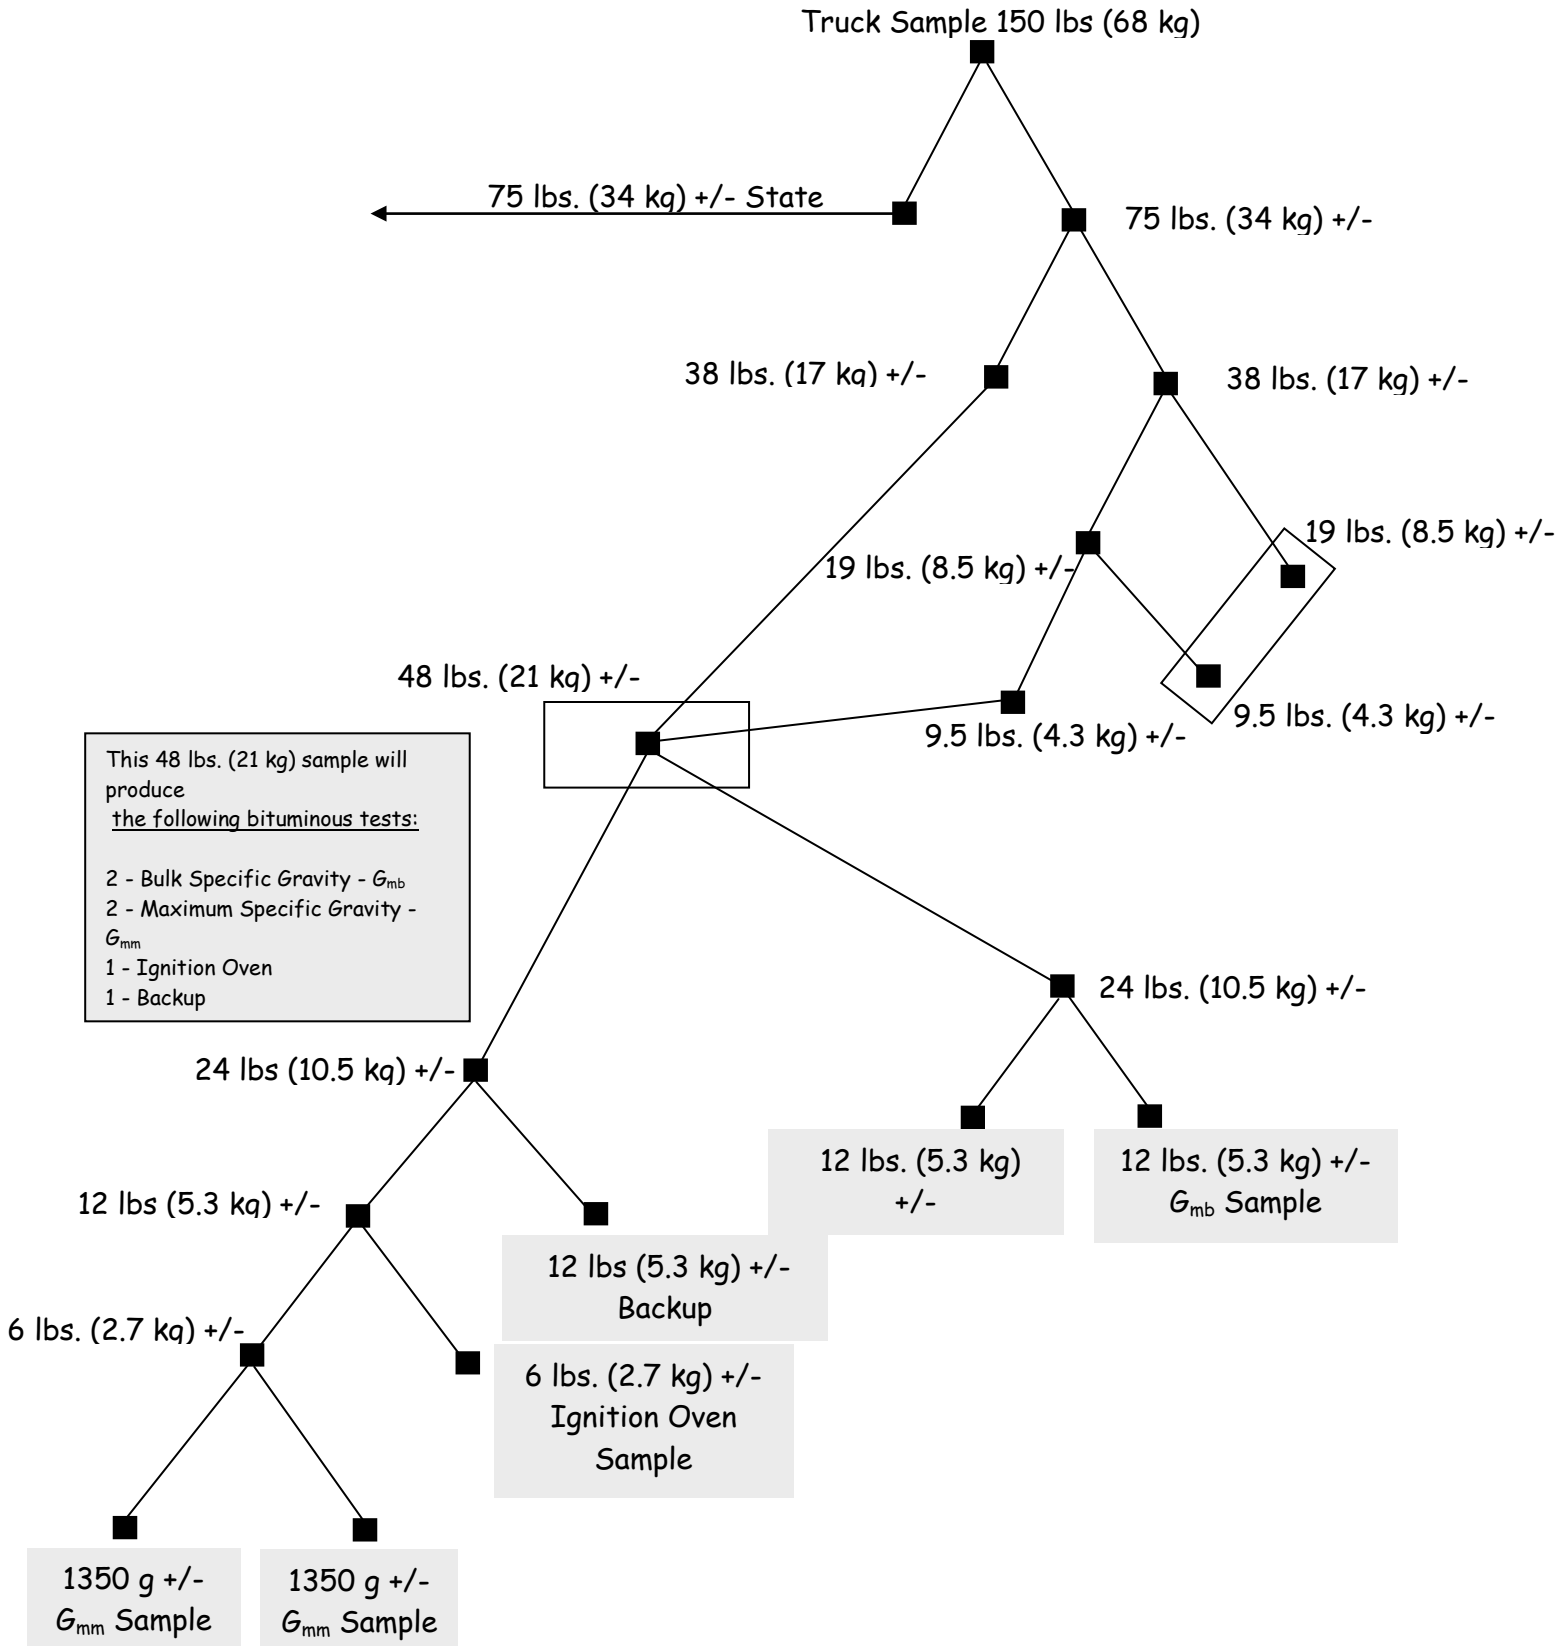 Truck Sample 150 lbs (68 kg)
75 lbs. (34 kg) +/- State
75 lbs. (34 kg) +/-
38 lbs. (17 kg) +/-
38 lbs. (17 kg) +/-
19 lbs. (8.5 kg) +/-
19 lbs. (8.5 kg) +/-
48 lbs. (21 kg) +/-
9.5 lbs. (4.3 kg) +/-
9.5 lbs. (4.3 kg) +/-
This 48 lbs. (21 kg) sample will
produce
the following bituminous tests:
2 - Bulk Specific Gravity - Gmb
2 - Maximum Specific Gravity -
Gmm
1 - Ignition Oven
1 - Backup
24 lbs. (10.5 kg) +/-
24 lbs (10.5 kg) +/-
12 lbs. (5.3 kg)
+/-
12 lbs. (5.3 kg) +/-
Gmb Sample
12 lbs (5.3 kg) +/-
12 lbs (5.3 kg) +/-
Backup
6 lbs. (2.7 kg) +/-
6 lbs. (2.7 kg) +/-
Ignition Oven
Sample
1350 g +/-
Gmm Sample
1350 g +/-
Gmm Sample